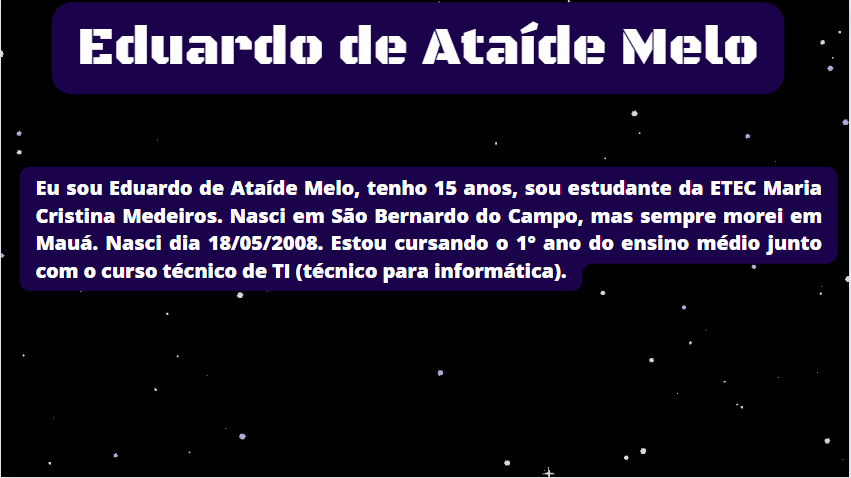 Eduardo de Ataíde Melo
Eu sou Eduardo de Ataíde Melo, tenho 15 anos, sou estudante da ETEC Maria
Cristina Medeiros. Nasci em São Bernardo do Campo, mas sempre morei em
Mauá. Nasci dia 18/05/2008. Estou cursando o 1° ano do ensino médio junto
com o curso técnico de TI (técnico para informática).